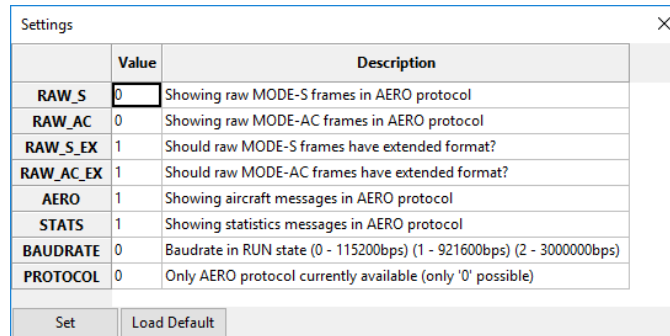 Settings
Value Description
RAW_S 0 Showing raw MODE-S frames in AERO protocol
RAW_AC 0 Showing raw MODE-AC frames in AERO protocol
RAW_S_EX 1 Should raw MODE-S frames have extended format?
RAW_AC_EX 1 Should raw MODE-AC frames have extended format?
AERO 1 Showing aircraft messages in AERO protocol
STATS 1 Showing statistics messages in AERO protocol
BAUDRATE 0 Baudrate in RUN state (0 - 115200bps) (1 - 921600bps) (2 - 3000000bps)
PROTOCOL 0 Only AERO protocol currently available (only '0' possible)
Set Load Default